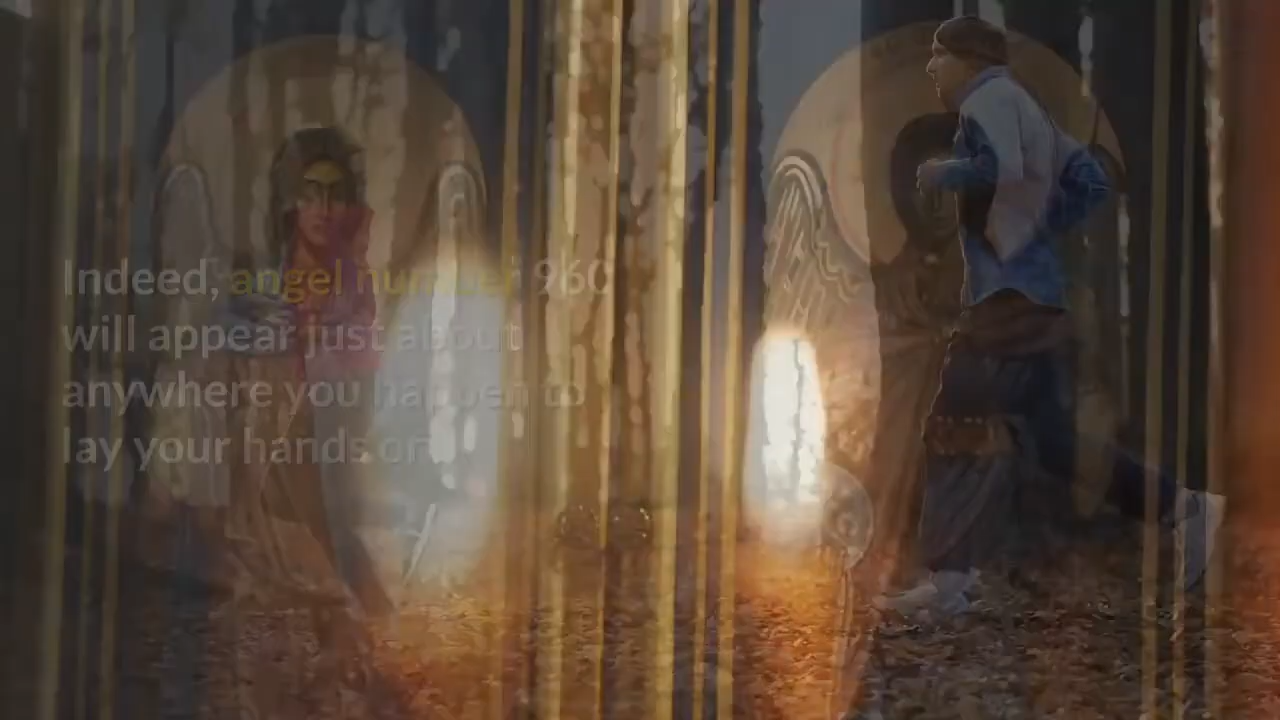 Indeed, angel number 960
will appear just about
anywhere you happen to
lay your hands on.